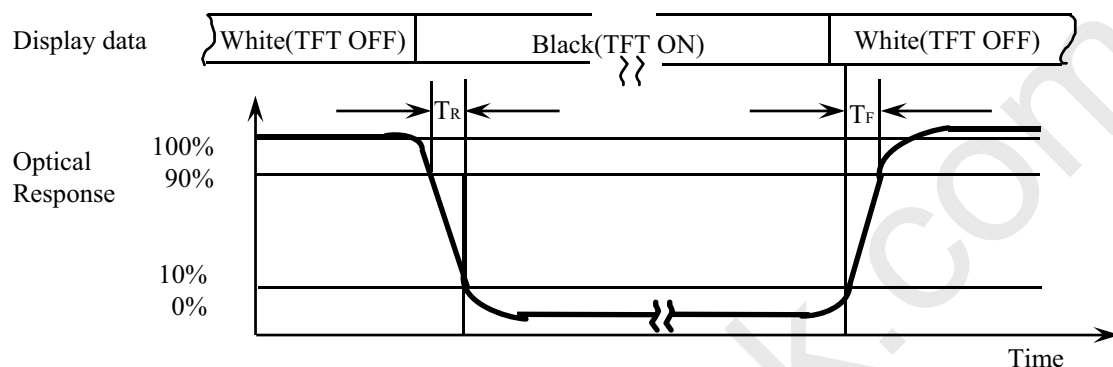 Display data White(TFT OFF) Black(TFT ON) White(TFT OFF)
TR TF
100%
Optical
Response
90%
10%
0%
Time
k.com